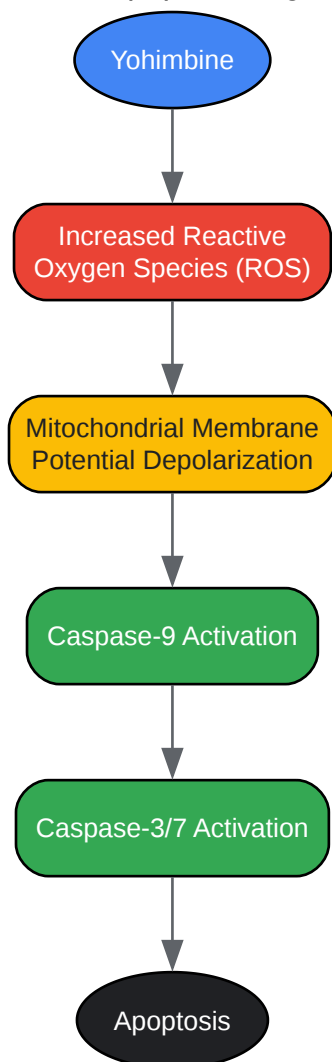 Yohimbine
Increased Reactive
Oxygen Species (ROS)
Mitochondrial Membrane
Potential Depolarization
Caspase-9 Activation
Caspase-3/7 Activation
Apoptosis